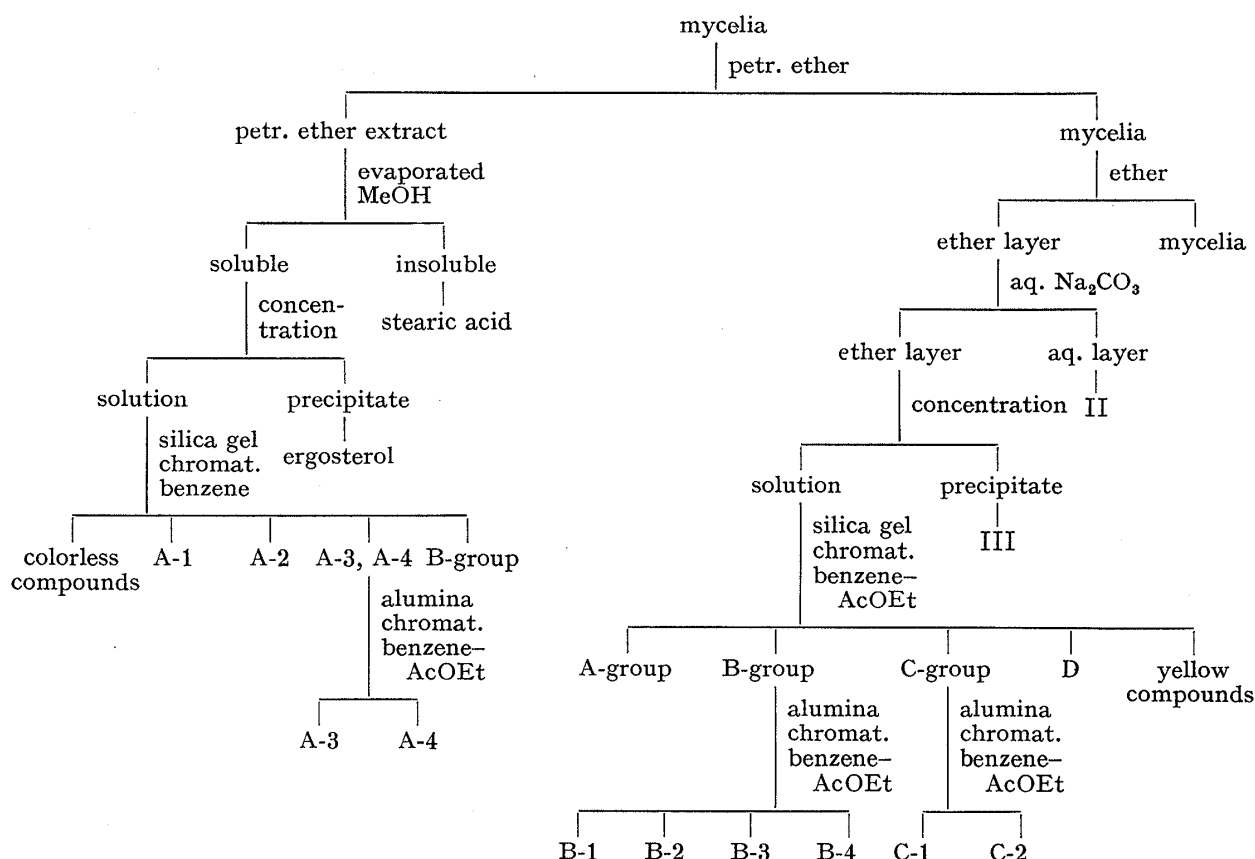 mycelia
petr. ether
petr. ether extract
mycelia
evaporated
MeOH
ether
soluble
insoluble
ether layer
mycelia
concen-
tration
stearic acid
aq. Na₂CO₃
ether layer
aq. layer
solution
precipitate
concentration
II
silica gel
chromat.
benzene
ergosterol
solution
precipitate
colorless
compounds
A-1
A-2
A-3, A-4
B-group
silica gel
chromat.
benzene–
AcOEt
III
alumina
chromat.
benzene–
AcOEt
A-group
B-group
C-group
D
yellow
compounds
A-3
A-4
alumina
chromat.
benzene–
AcOEt
alumina
chromat.
benzene–
AcOEt
B-1
B-2
B-3
B-4
C-1
C-2